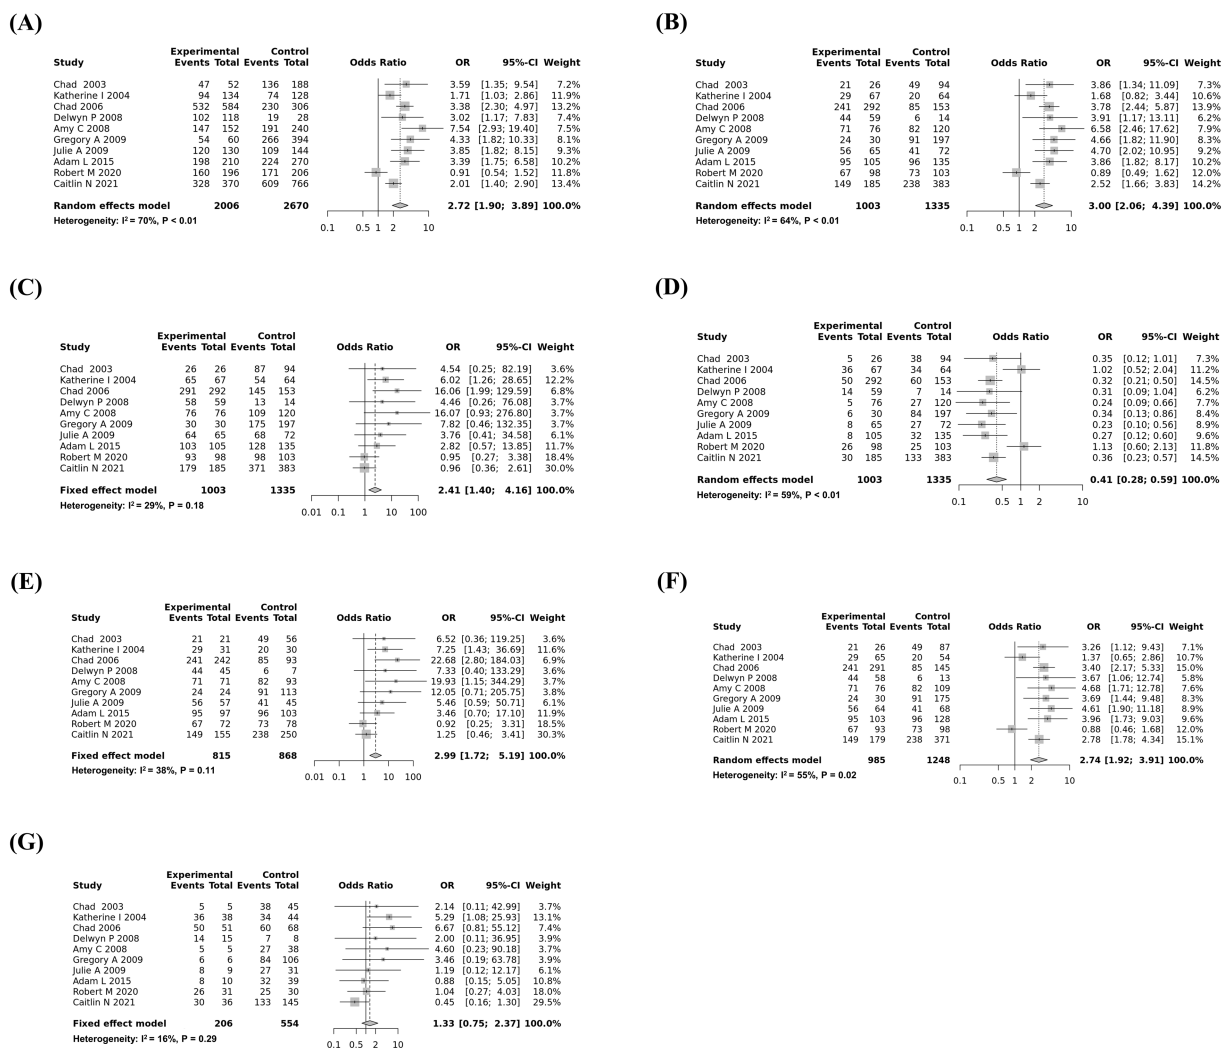 (A)
Experimental Control
Study Events Total Events Total Odds Ratio OR 95%-CI Weight
Chad 2003 47 52 136 188 3.59 [1.35; 9.54] 7.2%
Katherine I 2004 94 134 74 128 1.71 [1.03; 2.86] 11.9%
Chad 2006 532 584 230 306 3.38 [2.30; 4.97] 13.2%
Delwyn P 2008 102 118 19 28 3.02 [1.17; 7.83] 7.4%
Amy C 2008 147 152 191 240 7.54 [2.93; 19.40] 7.5%
Gregory A 2009 54 60 266 394 4.33 [1.82; 10.33] 8.1%
Julie A 2009 120 130 109 144 3.85 [1.82; 8.15] 9.3%
Adam L 2015 198 210 224 270 3.39 [1.75; 6.58] 10.2%
Robert M 2020 160 196 171 206 0.91 [0.54; 1.52] 11.8%
Caitlin N 2021 328 370 609 766 2.01 [1.40; 2.90] 13.4%
Random effects model 2006 2670 2.72 [1.90; 3.89] 100.0%
Heterogeneity: I² = 70%, P < 0.01
0.1 0.5 1 2 10
(B)
Experimental Control
Study Events Total Events Total Odds Ratio OR 95%-CI Weight
Chad 2003 21 26 49 94 3.86 [1.34; 11.09] 7.3%
Katherine I 2004 29 67 20 64 1.68 [0.82; 3.44] 10.6%
Chad 2006 241 292 85 153 3.78 [2.44; 5.87] 13.9%
Delwyn P 2008 44 59 6 14 3.91 [1.17; 13.11] 6.2%
Amy C 2008 71 76 82 120 6.58 [2.46; 17.62] 7.9%
Gregory A 2009 24 30 91 197 4.66 [1.82; 11.90] 8.3%
Julie A 2009 56 65 41 72 4.70 [2.02; 10.95] 9.2%
Adam L 2015 95 105 96 135 3.86 [1.82; 8.17] 10.2%
Robert M 2020 67 98 73 103 0.89 [0.49; 1.62] 12.0%
Caitlin N 2021 149 185 238 383 2.52 [1.66; 3.83] 14.2%
Random effects model 1003 1335 3.00 [2.06; 4.39] 100.0%
Heterogeneity: I² = 64%, P < 0.01
0.1 0.5 1 2 10
(C)
Experimental Control
Study Events Total Events Total Odds Ratio OR 95%-CI Weight
Chad 2003 26 26 87 94 4.54 [0.25; 82.19] 3.6%
Katherine I 2004 65 67 54 64 6.02 [1.26; 28.65] 12.2%
Chad 2006 291 292 145 153 16.06 [1.99; 129.59] 6.8%
Delwyn P 2008 58 59 13 14 4.46 [0.26; 76.08] 3.8%
Amy C 2008 76 76 109 120 16.07 [0.93; 276.80] 3.7%
Gregory A 2009 30 30 175 197 7.82 [0.46; 132.35] 3.8%
Julie A 2009 64 65 68 72 3.76 [0.41; 34.58] 6.1%
Adam L 2015 103 105 128 135 2.82 [0.57; 13.85] 11.7%
Robert M 2020 93 98 98 103 0.95 [0.27; 3.38] 18.4%
Caitlin N 2021 179 185 371 383 0.96 [0.36; 2.61] 30.0%
Fixed effect model 1003 1335 2.41 [1.40; 4.16] 100.0%
Heterogeneity: I² = 29%, P = 0.18
0.01 0.1 0 1 10 100
(D)
Experimental Control
Study Events Total Events Total Odds Ratio OR 95%-CI Weight
Chad 2003 5 26 38 94 0.35 [0.12; 1.01] 7.3%
Katherine I 2004 36 67 34 64 1.02 [0.52; 2.04] 11.2%
Chad 2006 50 292 60 153 0.32 [0.21; 0.50] 14.7%
Delwyn P 2008 14 59 7 14 0.31 [0.09; 1.04] 6.2%
Amy C 2008 5 76 27 120 0.24 [0.09; 0.66] 7.7%
Gregory A 2009 6 30 84 197 0.34 [0.13; 0.86] 8.4%
Julie A 2009 8 65 27 72 0.23 [0.10; 0.56] 8.9%
Adam L 2015 8 105 32 135 0.27 [0.12; 0.60] 9.5%
Robert M 2020 26 98 25 103 1.13 [0.60; 2.13] 11.8%
Caitlin N 2021 30 185 133 383 0.36 [0.23; 0.57] 14.5%
Random effects model 1003 1335 0.41 [0.28; 0.59] 100.0%
Heterogeneity: I² = 59%, P < 0.01
0.1 0.5 1 2 10
(E)
Experimental Control
Study Events Total Events Total Odds Ratio OR 95%-CI Weight
Chad 2003 21 21 49 56 6.52 [0.36; 119.25] 3.6%
Katherine I 2004 29 31 20 30 7.25 [1.43; 36.69] 11.6%
Chad 2006 241 242 85 93 22.68 [2.80; 184.03] 6.9%
Delwyn P 2008 44 45 6 7 7.33 [0.40; 133.29] 3.7%
Amy C 2008 71 71 82 93 19.93 [1.15; 344.29] 3.7%
Gregory A 2009 24 24 91 113 12.05 [0.71; 205.75] 3.8%
Julie A 2009 56 57 41 45 5.46 [0.59; 50.71] 6.1%
Adam L 2015 95 97 96 103 3.46 [0.70; 17.10] 11.9%
Robert M 2020 67 72 73 78 0.92 [0.25; 3.31] 18.5%
Caitlin N 2021 149 155 238 250 1.25 [0.46; 3.41] 30.3%
Fixed effect model 815 868 2.99 [1.72; 5.19] 100.0%
Heterogeneity: I² = 38%, P = 0.11
0.01 0.1 1 10 100
(F)
Experimental Control
Study Events Total Events Total Odds Ratio OR 95%-CI Weight
Chad 2003 21 26 49 87 3.26 [1.12; 9.43] 7.1%
Katherine I 2004 29 65 20 54 1.37 [0.65; 2.86] 10.7%
Chad 2006 241 291 85 145 3.40 [2.17; 5.33] 15.0%
Delwyn P 2008 44 58 6 13 3.67 [1.06; 12.74] 5.8%
Amy C 2008 71 76 82 109 4.68 [1.71; 12.78] 7.6%
Gregory A 2009 24 30 91 175 3.69 [1.44; 9.48] 8.3%
Julie A 2009 56 64 41 68 4.61 [1.90; 11.18] 8.8%
Adam L 2015 95 103 96 128 3.96 [1.73; 9.03] 9.6%
Robert M 2020 67 93 73 98 0.88 [0.46; 1.68] 12.0%
Caitlin N 2021 149 179 238 371 2.78 [1.78; 4.34] 15.1%
Random effects model 985 1248 2.74 [1.92; 3.91] 100.0%
Heterogeneity: I² = 55%, P = 0.02
0.1 0.5 1 2 10
(G)
Experimental Control
Study Events Total Events Total Odds Ratio OR 95%-CI Weight
Chad 2003 5 5 38 45 2.14 [0.11; 42.99] 3.7%
Katherine I 2004 36 38 34 44 5.29 [1.08; 25.93] 13.1%
Chad 2006 50 51 60 68 6.67 [0.81; 55.12] 7.4%
Delwyn P 2008 14 15 7 8 2.00 [0.11; 36.95] 3.9%
Amy C 2008 5 5 27 38 4.60 [0.23; 90.18] 3.7%
Gregory A 2009 6 6 84 106 3.46 [0.19; 63.78] 3.9%
Julie A 2009 8 9 27 31 1.19 [0.12; 12.17] 6.1%
Adam L 2015 8 10 32 39 0.88 [0.15; 5.05] 10.8%
Robert M 2020 26 31 25 30 1.04 [0.27; 4.03] 18.0%
Caitlin N 2021 30 36 133 145 0.45 [0.16; 1.30] 29.5%
Fixed effect model 206 554 1.33 [0.75; 2.37] 100.0%
Heterogeneity: I² = 16%, P = 0.29
0.1 0.5 1 2 10